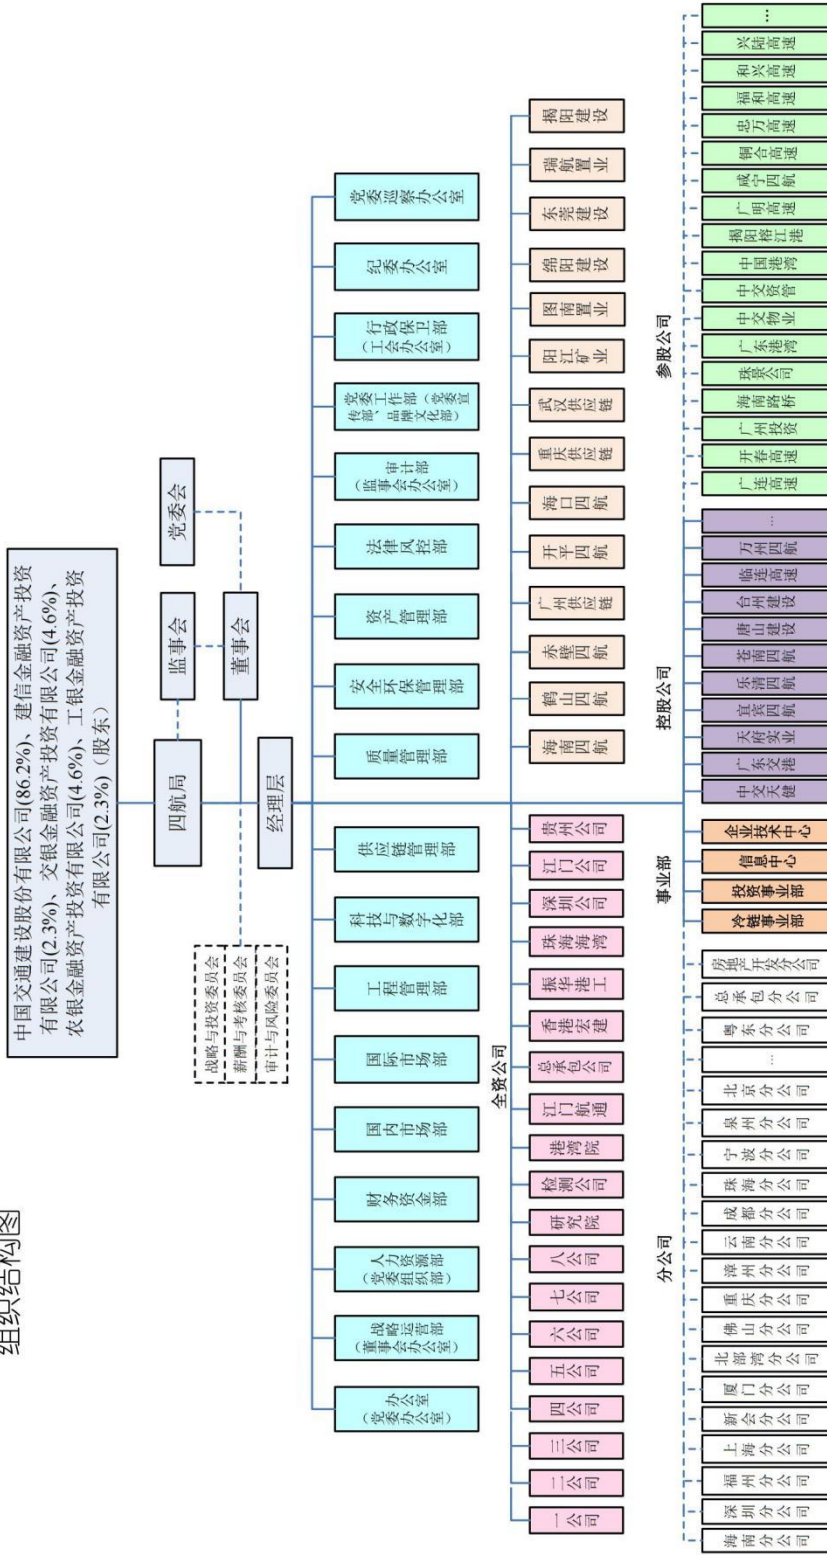 组织结构图
中国交通建设股份有限公司(86.2%)、建信金融资产投资
有限公司(2.3%)、交银金融资产投资有限公司(4.6%)、
农银金融资产投资有限公司(4.6%)、工银金融资产投资
有限公司(2.3%)（股东）
四航局
监事会
党委会
董事会
战略与投资委员会
薪酬与考核委员会
审计与风险委员会
经理层
办公室
（党委办公室）
战略运营部
（董事会办公室）
人力资源部
（党委组织部）
财务资金部
国内市场部
国际市场部
工程管理部
科技与数字化部
供应链管理部
质量管理部
安全环保管理部
资产管理部
法律风控部
审计部
（监事会办公室）
党委工作部（党委宣
传部、品牌文化部）
行政保卫部
（工会办公室）
纪委办公室
党委巡察办公室
全资公司
一公司
二公司
三公司
四公司
五公司
六公司
七公司
八公司
研究院
检测公司
港湾院
江门航通
总承包公司
香港宏建
振华港工
珠海海湾
深圳公司
江门公司
贵州公司
海南四航
鹤山四航
赤壁四航
广州供应链
开平四航
海口四航
重庆供应链
武汉供应链
阳江矿业
图南置业
绵阳建设
东莞建设
瑞航置业
揭阳建设
分公司
事业部
控股公司
参股公司
海南分公司
深圳分公司
福州分公司
上海分公司
新会分公司
厦门分公司
北部湾分公司
佛山分公司
重庆分公司
漳州分公司
云南分公司
成都分公司
珠海分公司
宁波分公司
泉州分公司
北京分公司
…
粤东分公司
总承包分公司
房地产开发分公司
冷链事业部
投资事业部
信息中心
企业技术中心
中交天健
广东交港
天府实业
宜宾四航
乐清四航
苍南四航
唐山建设
台州建设
临连高速
万州四航
…
广连高速
开春高速
广州投资
海南路桥
珠景公司
广东港湾
中交物业
中交资管
中国港湾
揭阳榕江港
广明高速
咸宁四航
铜合高速
忠万高速
福和高速
和兴高速
兴陆高速
…